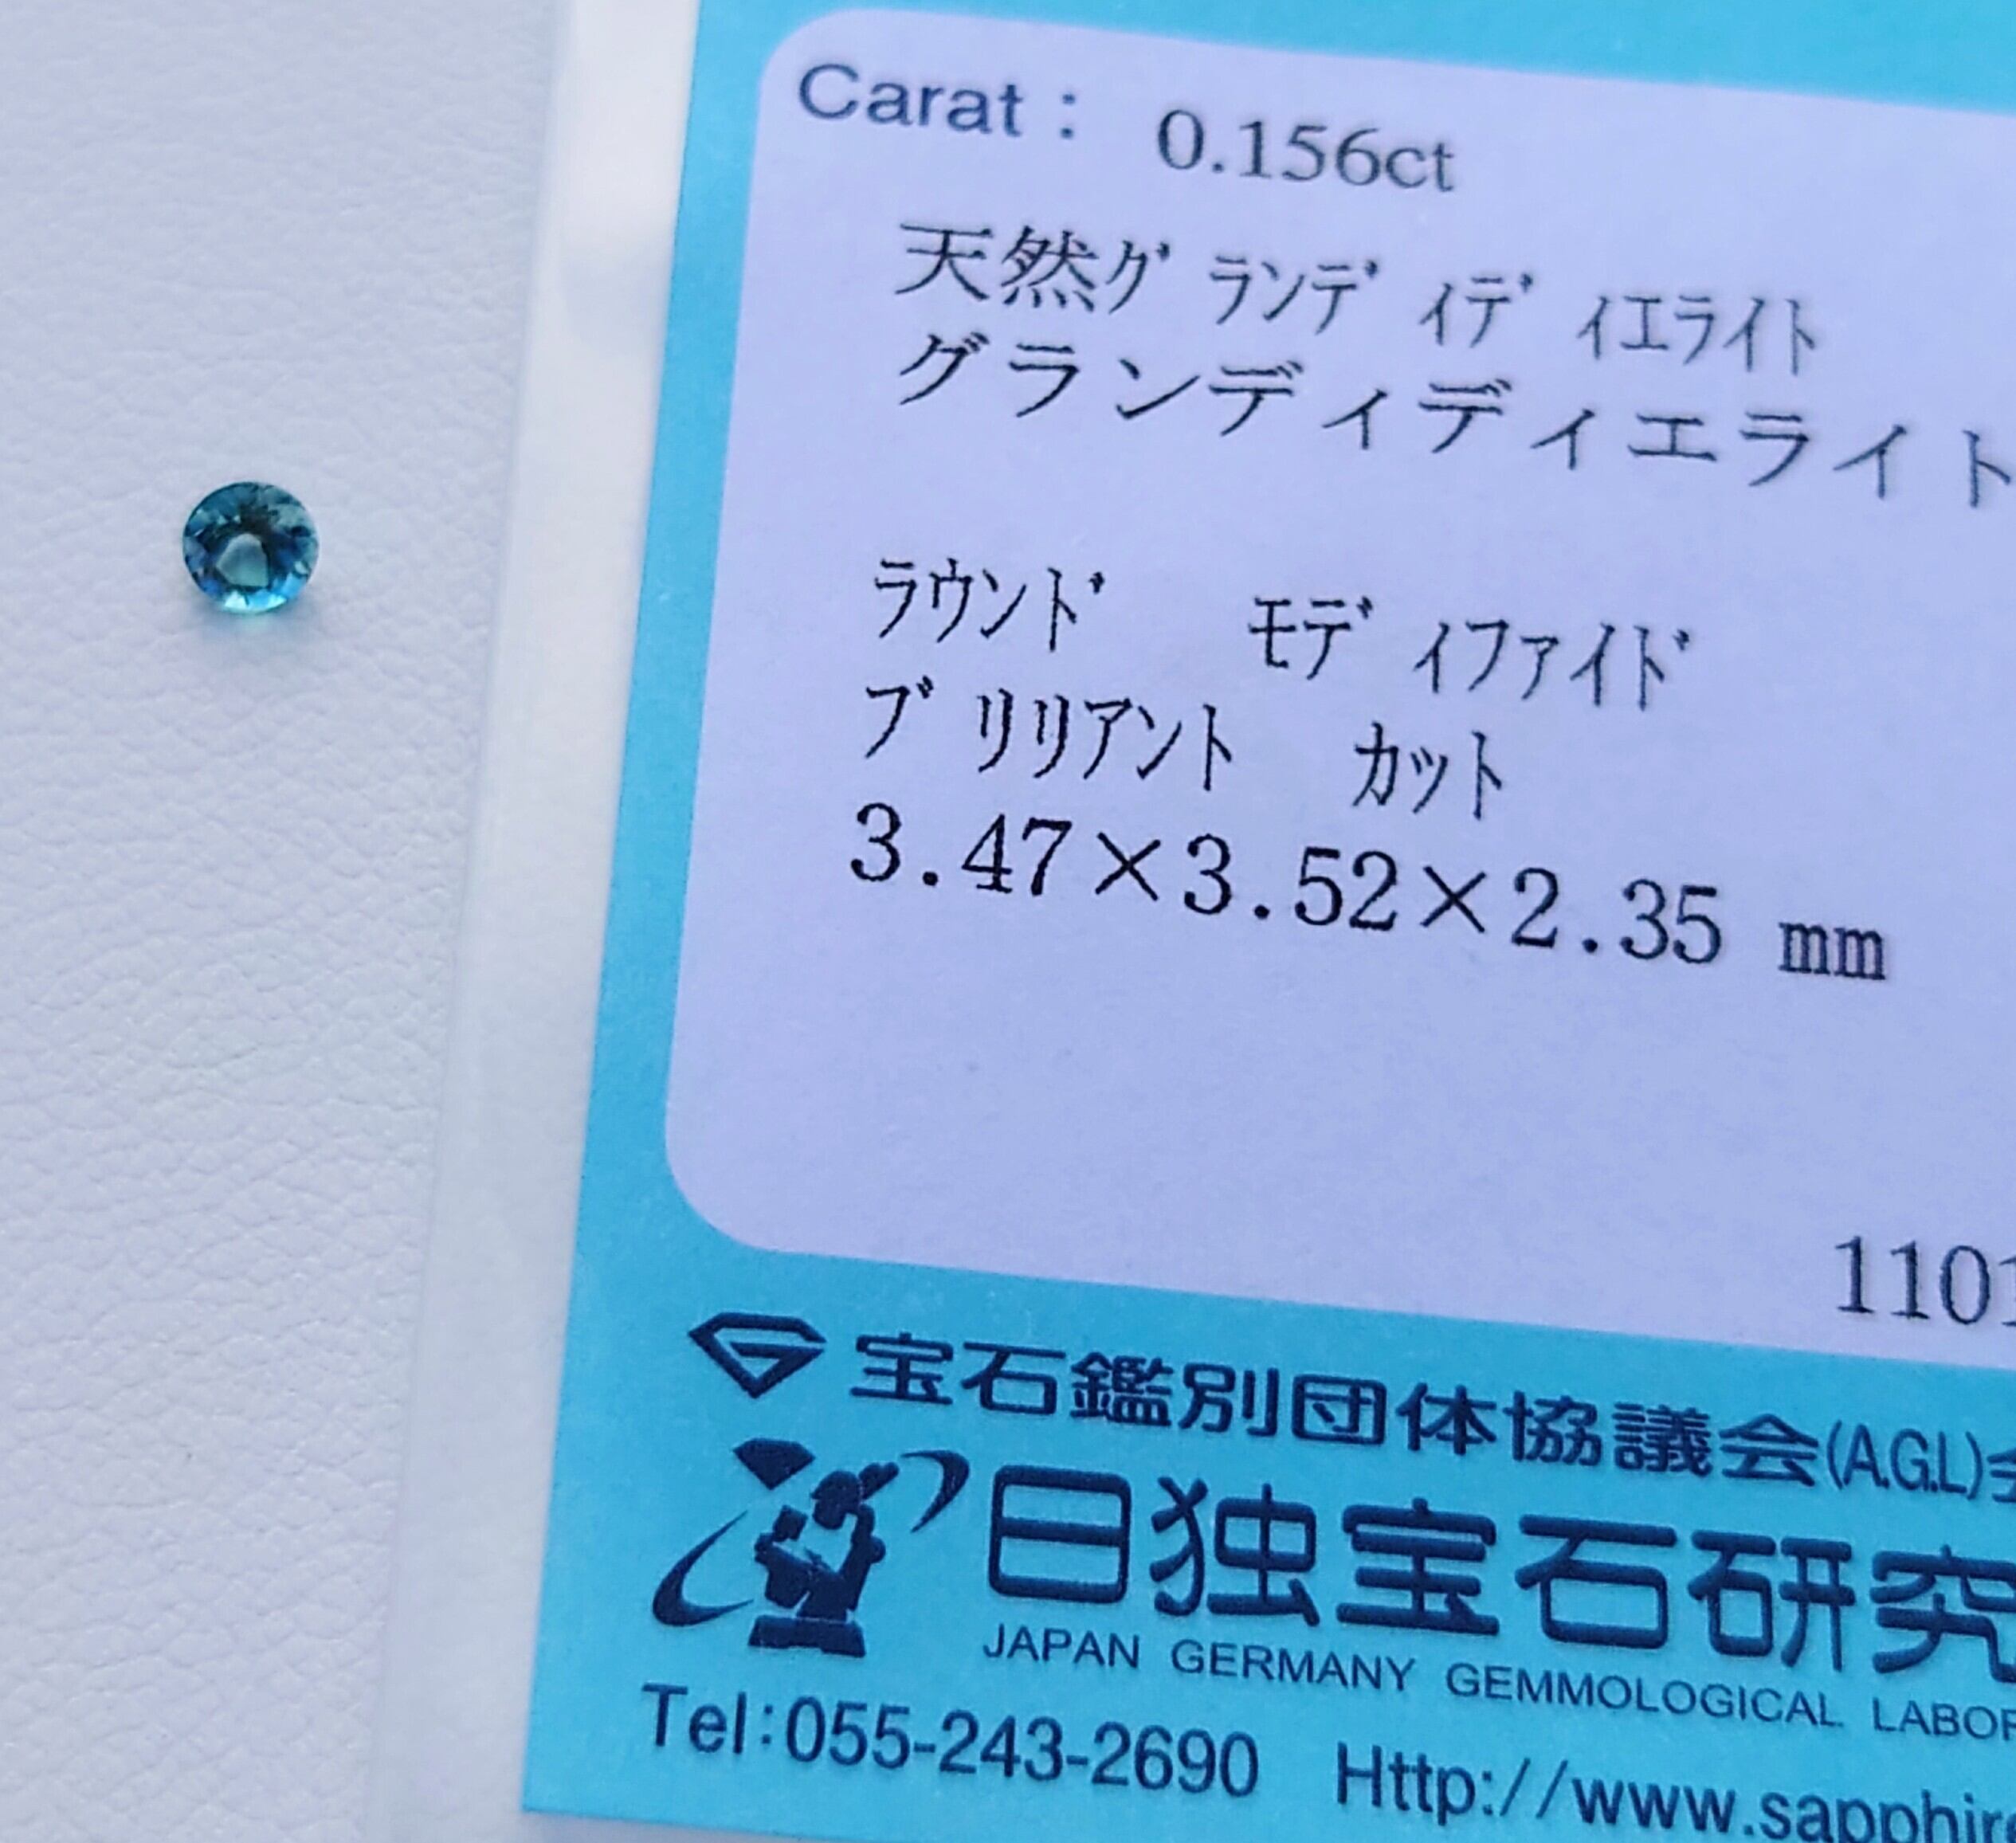 Carat： 0.156ct
天然ｸﾞﾗﾝﾃﾞｨﾃﾞｨｴﾗｲﾄ
グランディディエライト
ﾗｳﾝﾄﾞ ﾓﾃﾞｨﾌｧｲﾄﾞ
ﾌﾞﾘﾘｱﾝﾄ ｶｯﾄ
3.47×3.52×2.35 mm
1101
宝石鑑別団体協議会(A.G.L)
日独宝石研究
JAPAN GERMANY GEMMOLOGICAL
Tel:055-243-2690 Http://www.sapphire